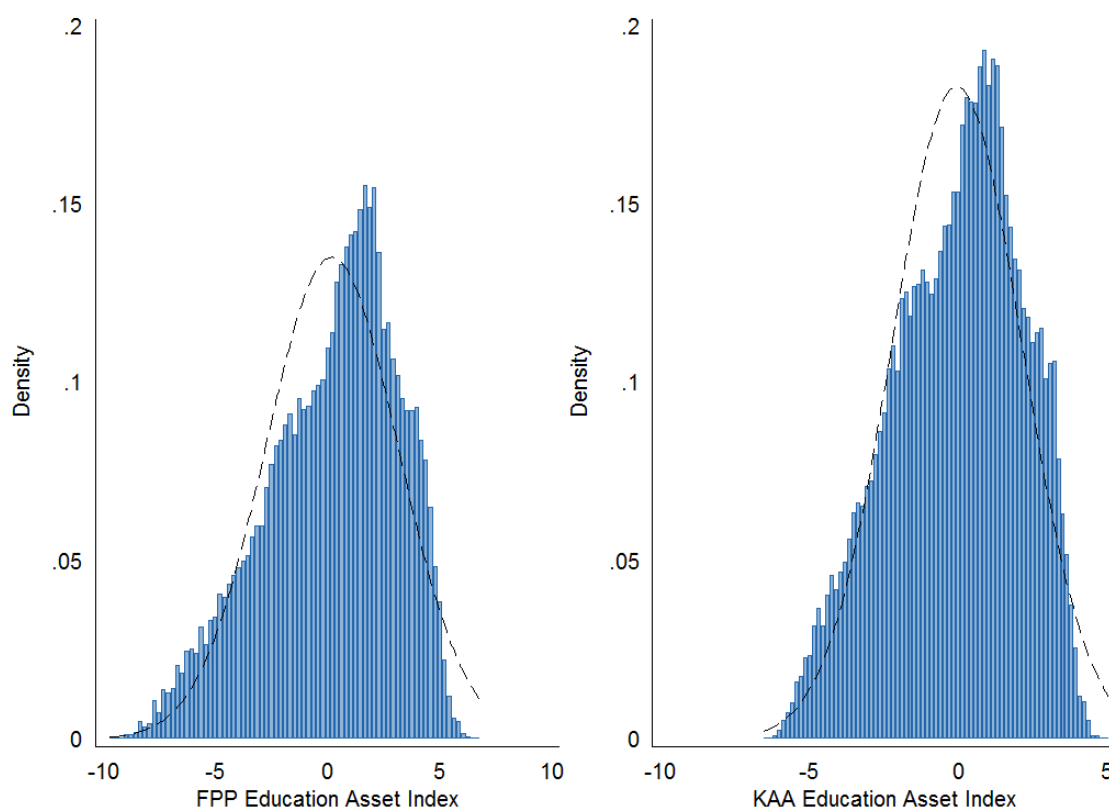 .2
.15
.1
.05
0
Density
-10 -5 0 5 10
FPP Education Asset Index
.2
.15
.1
.05
0
Density
-10 -5 0 5
KAA Education Asset Index